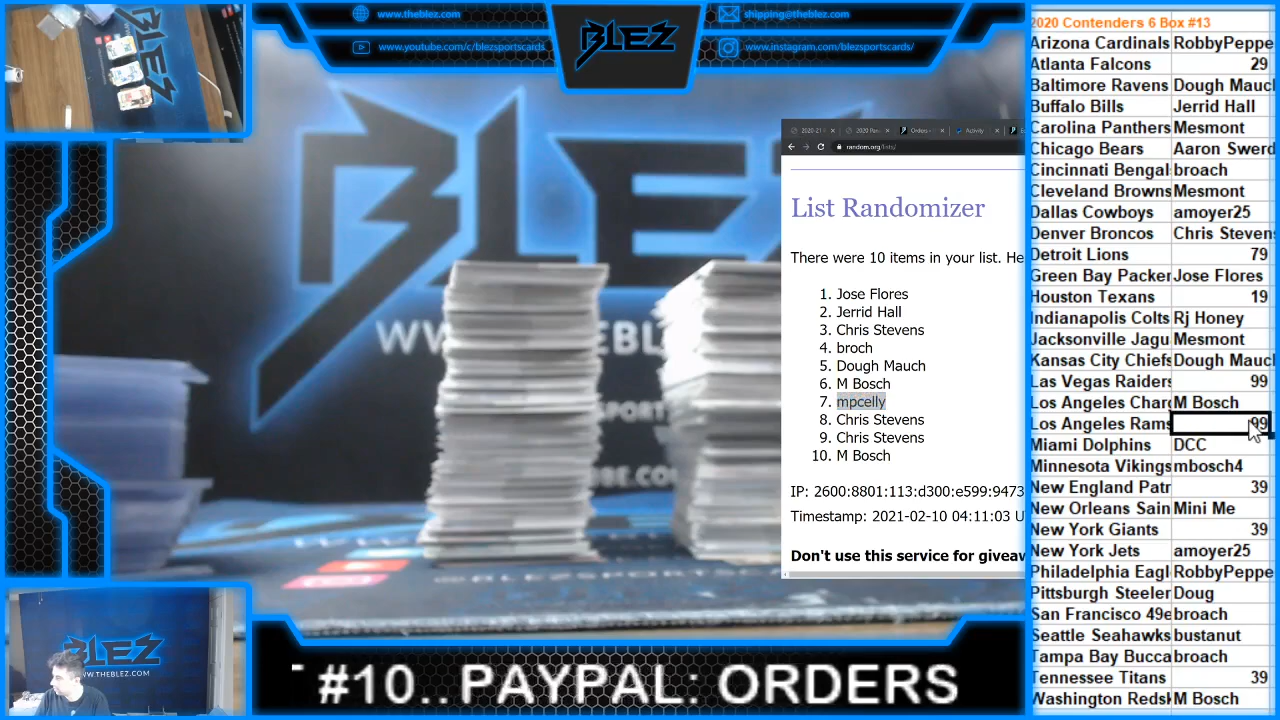 www.theblez.com
www.youtube.com/c/blezsportscards
BLEZ
shipping@theblez.com
www.instagram.com/blezsportscards/
BLEZ
random.org/lists/
List Randomizer
There were 10 items in your list. He
1. Jose Flores
2. Jerrid Hall
3. Chris Stevens
4. broch
5. Dough Mauch
6. M Bosch
7. mpcelly
8. Chris Stevens
9. Chris Stevens
10. M Bosch
IP: 2600:8801:113:d300:e599:9473
Timestamp: 2021-02-10 04:11:03 U
Don't use this service for giveaw
2020 Contenders 6 Box #13
Arizona Cardinals RobbyPeppe
Atlanta Falcons 29
Baltimore Ravens Dough Mauc
Buffalo Bills Jerrid Hall
Carolina Panthers Mesmont
Chicago Bears Aaron Swerd
Cincinnati Bengal broach
Cleveland Browns Mesmont
Dallas Cowboys amoyer25
Denver Broncos Chris Stevens
Detroit Lions 79
Green Bay Packer Jose Flores
Houston Texans 19
Indianapolis Colts Rj Honey
Jacksonville Jagu Mesmont
Kansas City Chiefs Dough Mauc
Las Vegas Raiders 99
Los Angeles Charg M Bosch
Los Angeles Rams 99
Miami Dolphins DCC
Minnesota Vikings mbosch4
New England Patr 39
New Orleans Sain Mini Me
New York Giants 39
New York Jets amoyer25
Philadelphia Eagl RobbyPeppe
Pittsburgh Steeler Doug
San Francisco 49e broach
Seattle Seahawks bustanut
Tampa Bay Bucca broach
Tennessee Titans 39
Washington Redsk M Bosch
BLEZ
WWW.THEBLEZ.COM
#10.. PAYPAL: ORDERS